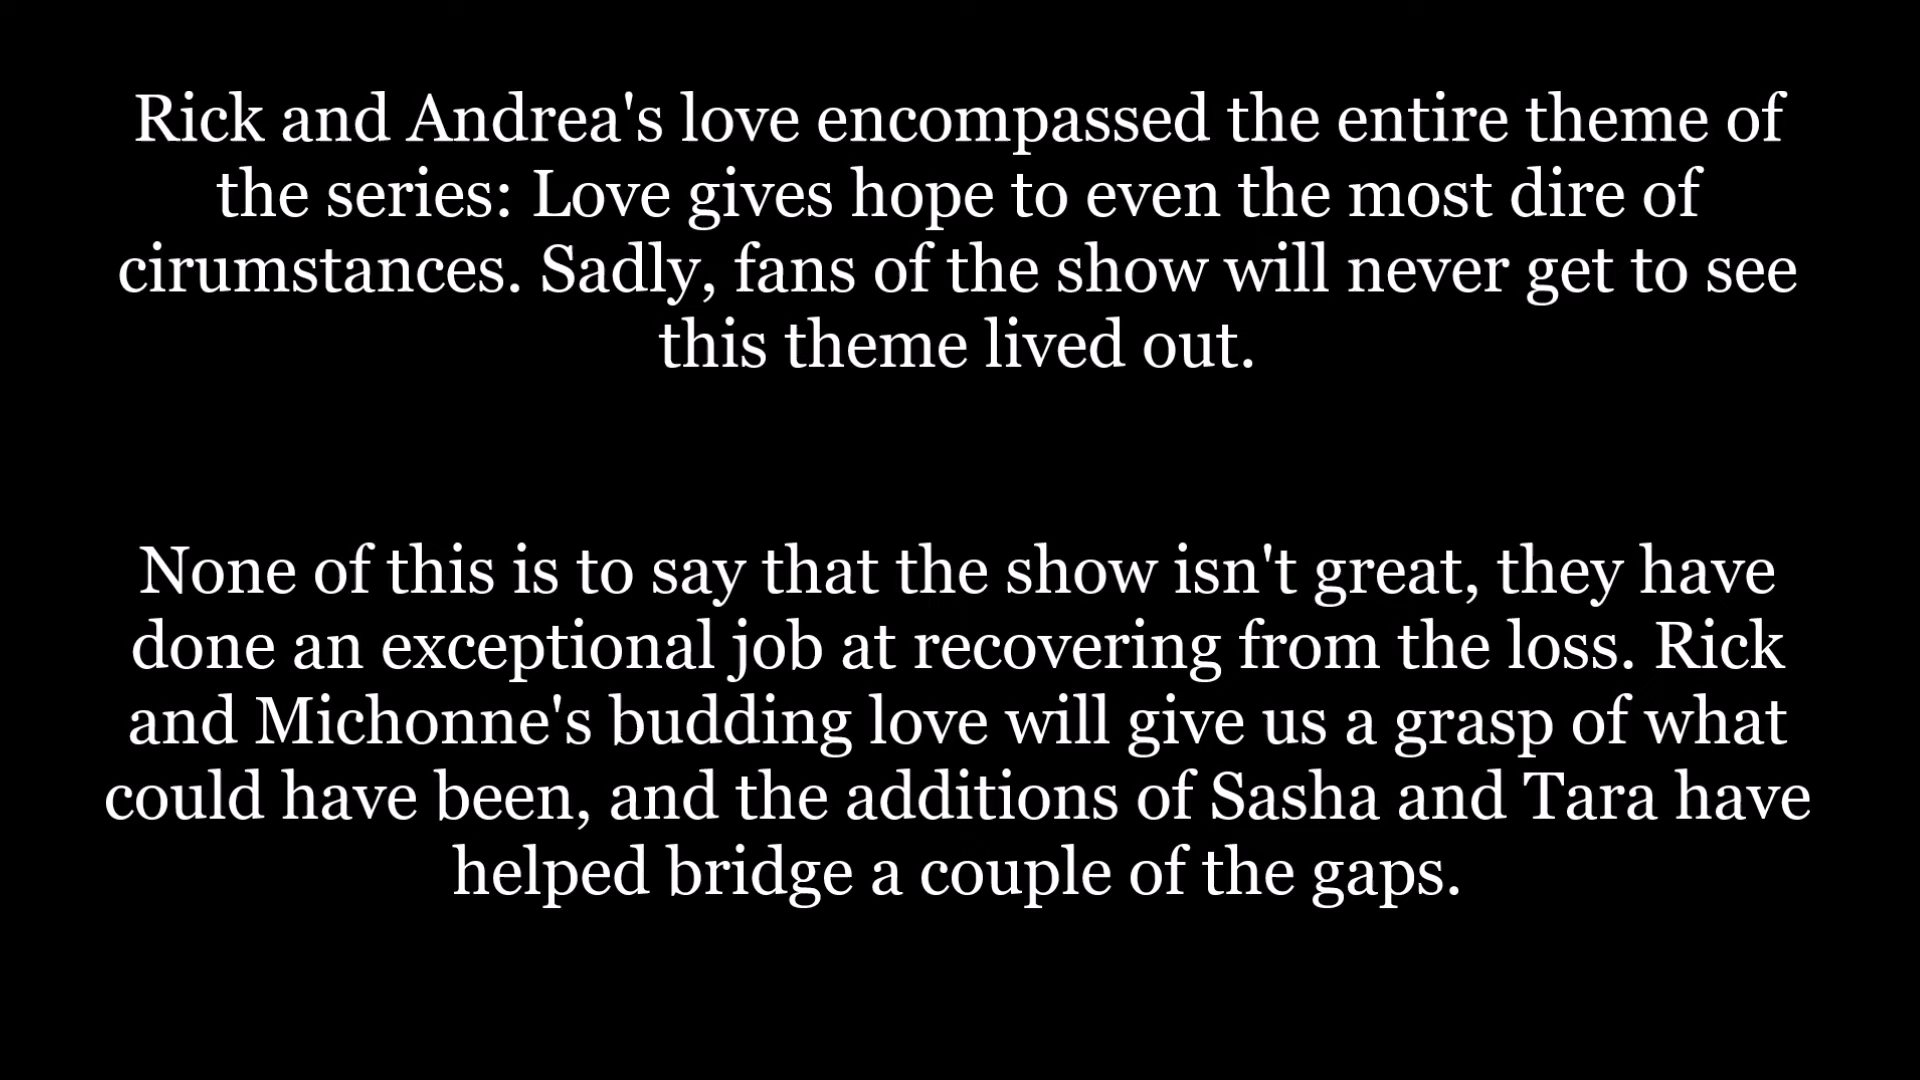 Rick and Andrea's love encompassed the entire theme of
the series: Love gives hope to even the most dire of
cirumstances. Sadly, fans of the show will never get to see
this theme lived out.
None of this is to say that the show isn't great, they have
done an exceptional job at recovering from the loss. Rick
and Michonne's budding love will give us a grasp of what
could have been, and the additions of Sasha and Tara have
helped bridge a couple of the gaps.